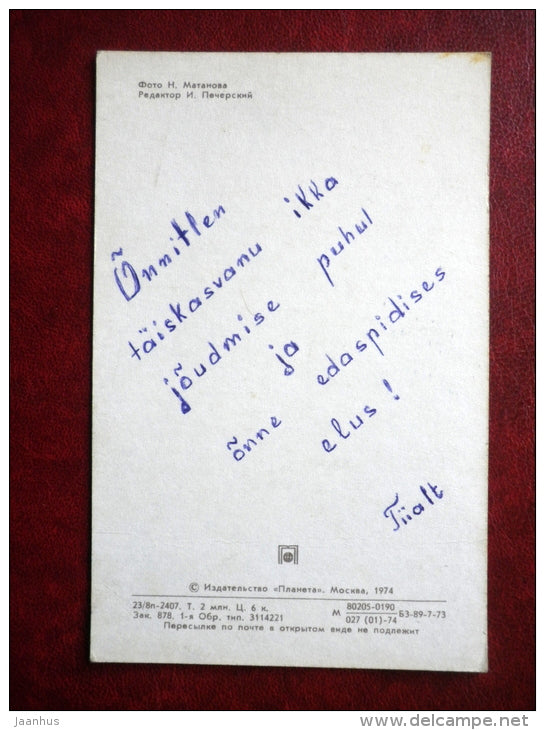 Фото Н. Матанова
Редактор И. Печерский
Õnnitlen
täiskasvanu ikka
jõudmise puhul
ja
õnne edaspidises
elus!
Tiialt
© Издательство «Планета». Москва, 1974
23/8п-2407. Т. 2 млн. Ц. 6 к. М 80205-0190 БЗ-89-7-73
Зак. 878. 1-я Обр. тип. 3114221 027 (01)-74
Пересылке по почте в открытом виде не подлежит
jaanhus
www.delcampe.net